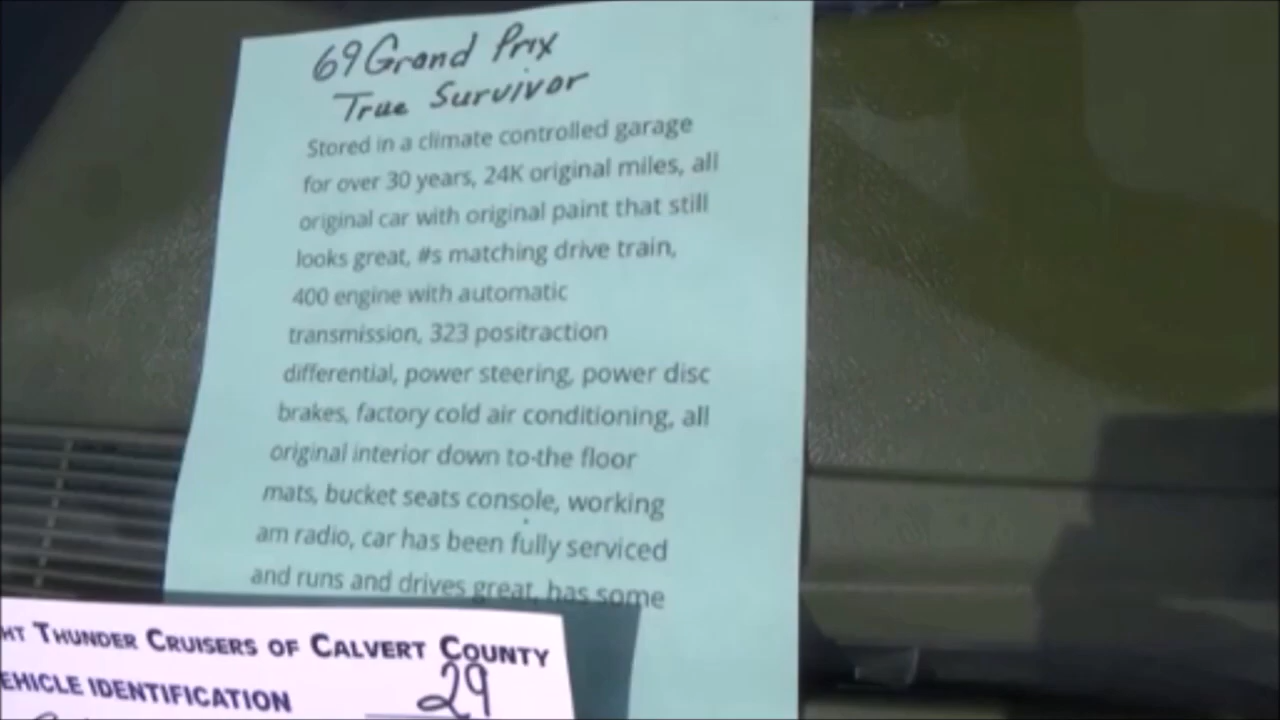 69 Grand Prix
True Survivor
Stored in a climate controlled garage
for over 30 years, 24K original miles, all
original car with original paint that still
looks great, #s matching drive train,
400 engine with automatic
transmission, 323 positraction
differential, power steering, power disc
brakes, factory cold air conditioning, all
original interior down to-the floor
mats, bucket seats console, working
am radio, car has been fully serviced
and runs and drives great, has some
HT THUNDER CRUISERS OF CALVERT COUNTY
EHICLE IDENTIFICATION 29